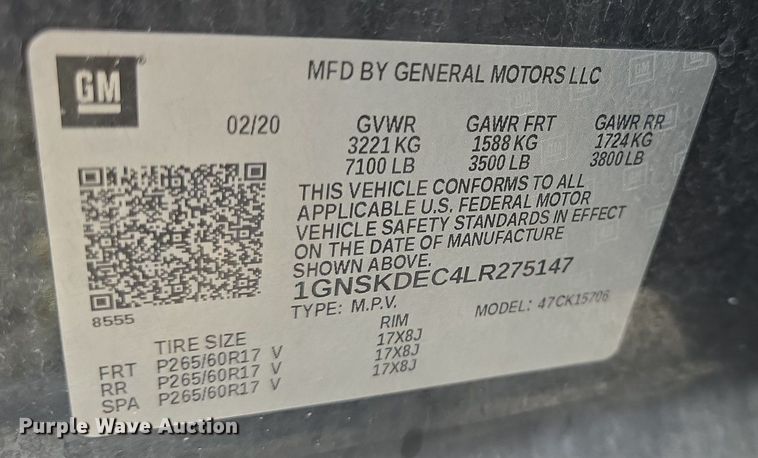 GM
MFD BY GENERAL MOTORS LLC
02/20 GVWR GAWR FRT GAWR RR
3221 KG 1588 KG 1724 KG
7100 LB 3500 LB 3800 LB
THIS VEHICLE CONFORMS TO ALL
APPLICABLE U.S. FEDERAL MOTOR
VEHICLE SAFETY STANDARDS IN EFFECT
ON THE DATE OF MANUFACTURE
SHOWN ABOVE.
1GNSKDEC4LR275147
TYPE: M.P.V. MODEL: 47CK15706
8555
TIRE SIZE RIM
FRT P265/60R17 V 17X8J
RR P265/60R17 V 17X8J
SPA P265/60R17 V 17X8J
Purple Wave Auction